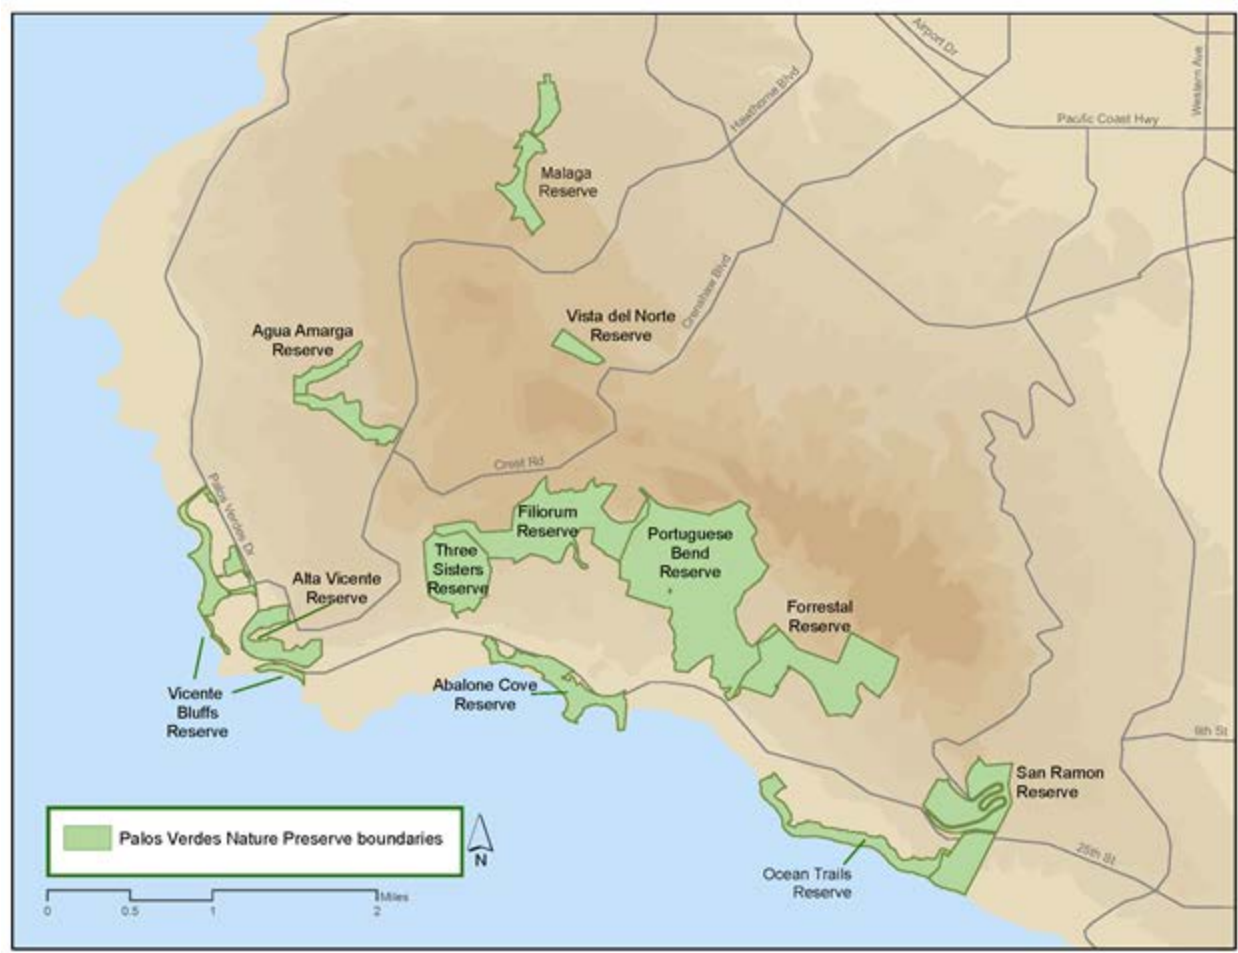 Airport Dr
Western Ave
Hawthorne Blvd
Pacific Coast Hwy
Malaga
Reserve
Crenshaw Blvd
Vista del Norte
Reserve
Agua Amarga
Reserve
Crest Rd
Palos Verdes Dr
Filiorum
Reserve
Portuguese
Bend
Reserve
Three
Sisters
Reserve
Alta Vicente
Reserve
Forrestal
Reserve
Vicente
Bluffs
Reserve
Abalone Cove
Reserve
San Ramon
Reserve
25th St
Ocean Trails
Reserve
Palos Verdes Nature Preserve boundaries
N
Miles
0 0.5 1 2